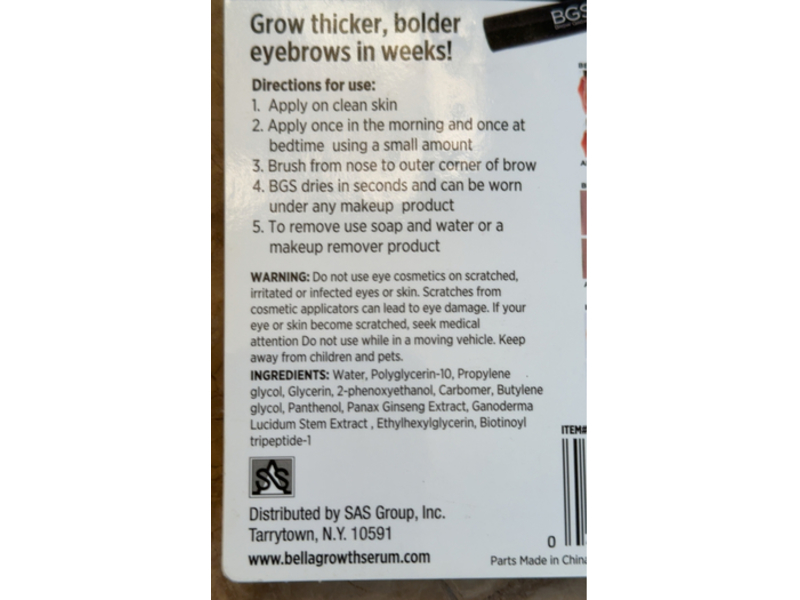 Grow thicker, bolder
eyebrows in weeks!
BGS
Directions for use:
1. Apply on clean skin
2. Apply once in the morning and once at
bedtime using a small amount
3. Brush from nose to outer corner of brow
4. BGS dries in seconds and can be worn
under any makeup product
5. To remove use soap and water or a
makeup remover product
WARNING: Do not use eye cosmetics on scratched,
irritated or infected eyes or skin. Scratches from
cosmetic applicators can lead to eye damage. If your
eye or skin become scratched, seek medical
attention Do not use while in a moving vehicle. Keep
away from children and pets.
INGREDIENTS: Water, Polyglycerin-10, Propylene
glycol, Glycerin, 2-phenoxyethanol, Carbomer, Butylene
glycol, Panthenol, Panax Ginseng Extract, Ganoderma
Lucidum Stem Extract , Ethylhexylglycerin, Biotinoyl
tripeptide-1
ITEM#
SAS
Distributed by SAS Group, Inc.
Tarrytown, N.Y. 10591
www.bellagrowthserum.com
0
Parts Made in China